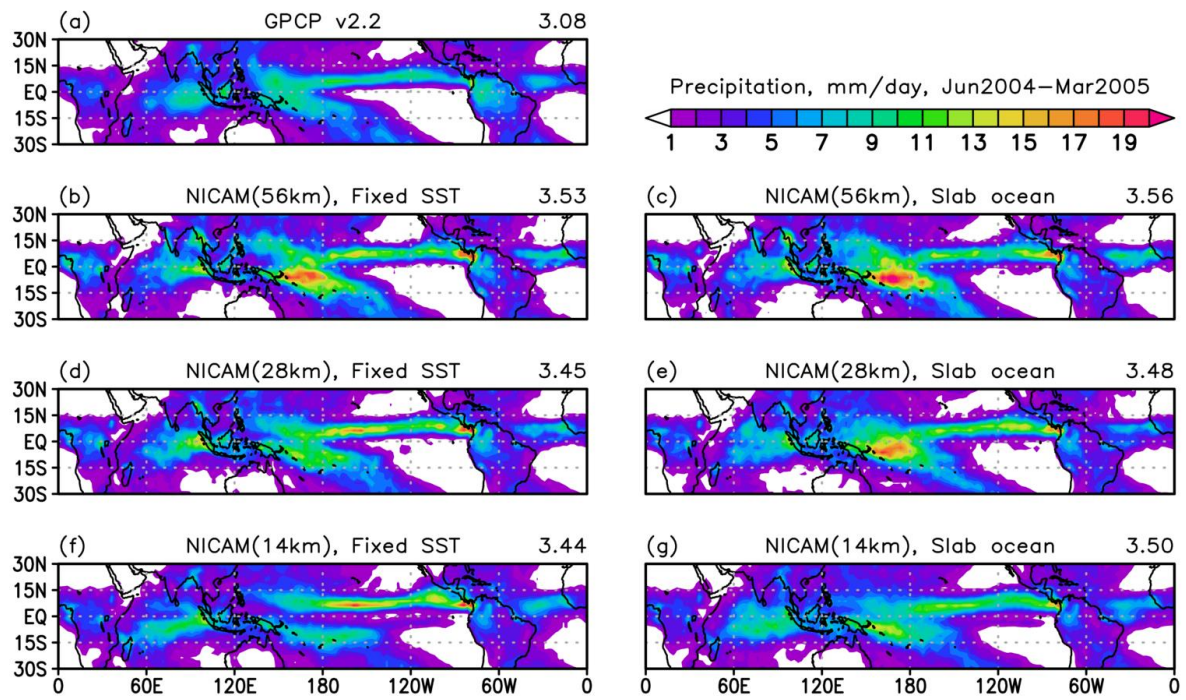 (a) GPCP v2.2 3.08
30N
15N
EQ
15S
30S
Precipitation, mm/day, Jun2004−Mar2005
1 3 5 7 9 11 13 15 17 19
(b) NICAM(56km), Fixed SST 3.53
30N
15N
EQ
15S
30S
(c) NICAM(56km), Slab ocean 3.56
(d) NICAM(28km), Fixed SST 3.45
30N
15N
EQ
15S
30S
(e) NICAM(28km), Slab ocean 3.48
(f) NICAM(14km), Fixed SST 3.44
30N
15N
EQ
15S
30S
0 60E 120E 180 120W 60W 0
(g) NICAM(14km), Slab ocean 3.50
0 60E 120E 180 120W 60W 0